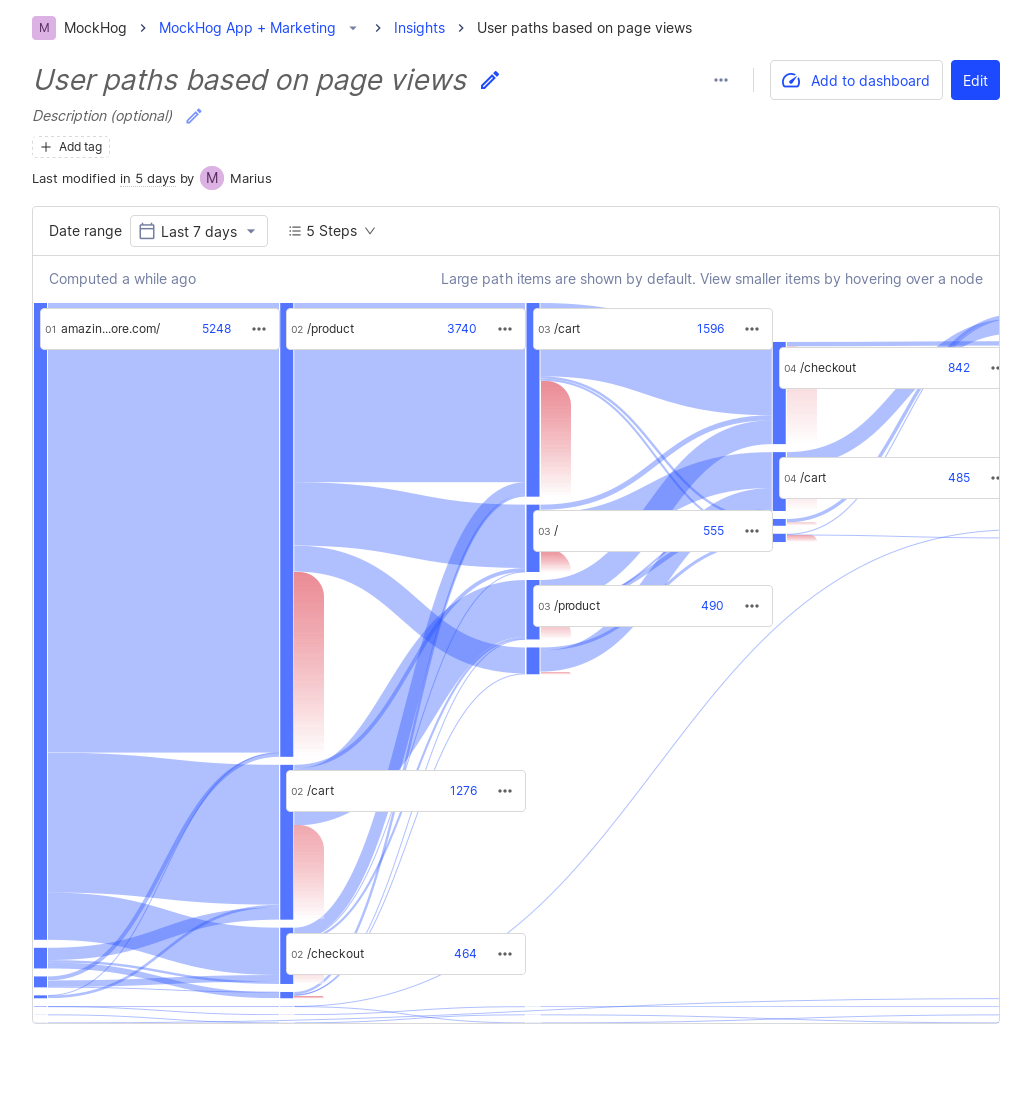 M MockHog MockHog App + Marketing Insights User paths based on page views
User paths based on page views
Add to dashboard
Edit
Description (optional)
Add tag
Last modified in 5 days by M Marius
Date range Last 7 days 5 Steps
Computed a while ago Large path items are shown by default. View smaller items by hovering over a node
01 amazin...ore.com/ 5248
02 /product 3740
03 /cart 1596
04 /checkout 842
04 /cart 485
03 / 555
03 /product 490
02 /cart 1276
02 /checkout 464